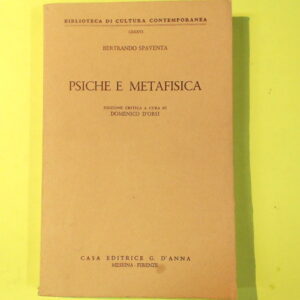 BIBLIOTECA DI CULTURA CONTEMPORANEA
BERTRANDO SPAVENTA
PSICHE E METAFISICA
EDIZIONE CRITICA A CURA DI
DOMENICO D'ORSI
CASA EDITRICE G. D'ANNA
MESSINA - FIRENZE